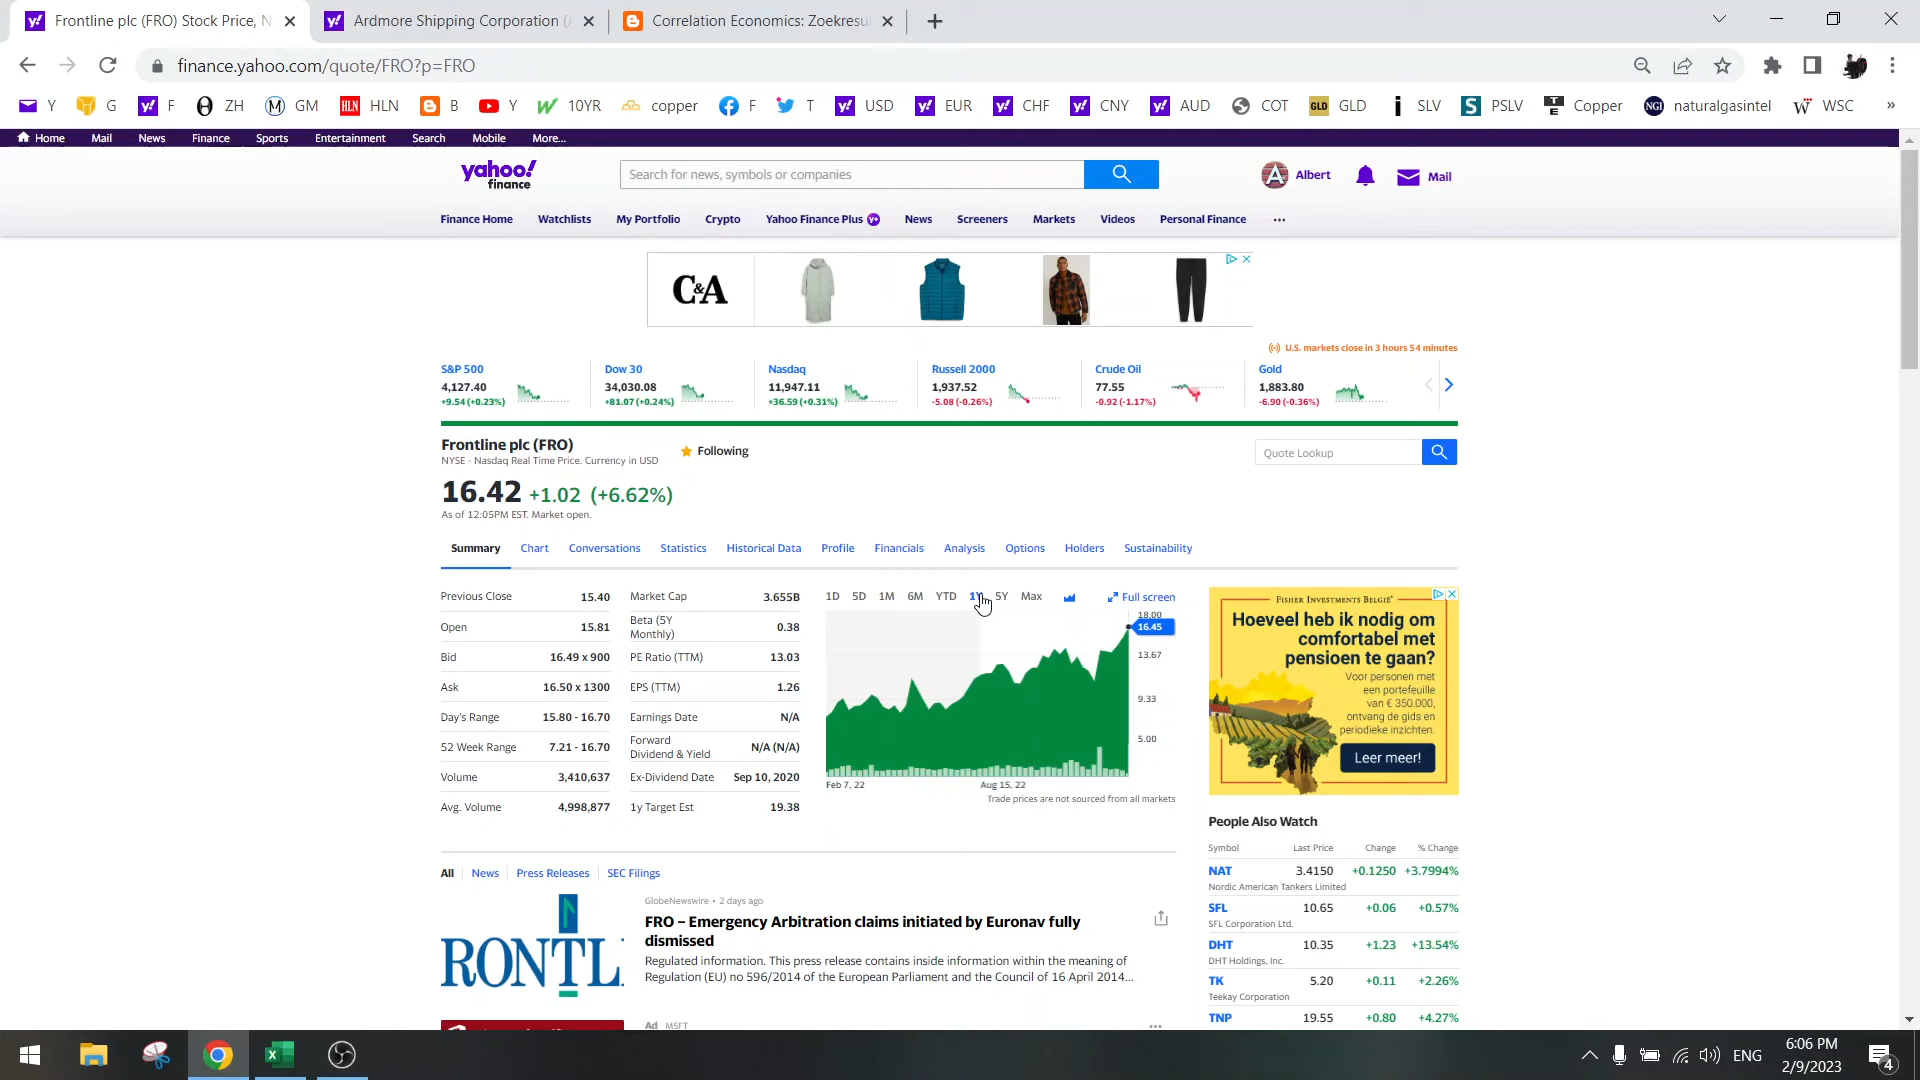 Frontline plc (FRO) Stock Price, N
Ardmore Shipping Corporation (
Correlation Economics: Zoekresul
finance.yahoo.com/quote/FRO?p=FRO
Y G F ZH GM HLN B Y 10YR copper F T USD EUR CHF CNY AUD COT GLD SLV PSLV Copper naturalgasintel WSC »
Home Mail News Finance Sports Entertainment Search Mobile More...
yahoo! finance
Search for news, symbols or companies
Albert
Mail
Finance Home Watchlists My Portfolio Crypto Yahoo Finance Plus News Screeners Markets Videos Personal Finance ...
C&A
U.S. markets close in 3 hours 54 minutes
S&P 500 Dow 30 Nasdaq Russell 2000 Crude Oil Gold
4,127.40 34,030.08 11,947.11 1,937.52 77.55 1,883.80
+9.54 (+0.23%) +81.07 (+0.24%) +36.59 (+0.31%) -5.08 (-0.26%) -0.92 (-1.17%) -6.90 (-0.36%)
Frontline plc (FRO)
Following
NYSE - Nasdaq Real Time Price. Currency in USD
Quote Lookup
16.42 +1.02 (+6.62%)
As of 12:05PM EST. Market open.
Summary Chart Conversations Statistics Historical Data Profile Financials Analysis Options Holders Sustainability
Previous Close 15.40
Open 15.81
Bid 16.49 x 900
Ask 16.50 x 1300
Day's Range 15.80 - 16.70
52 Week Range 7.21 - 16.70
Volume 3,410,637
Avg. Volume 4,998,877
Market Cap 3.655B
Beta (5Y Monthly) 0.38
PE Ratio (TTM) 13.03
EPS (TTM) 1.26
Earnings Date N/A
Forward Dividend & Yield N/A (N/A)
Ex-Dividend Date Sep 10, 2020
1y Target Est 19.38
1D 5D 1M 6M YTD 1Y 5Y Max
Full screen
18.00
16.45
13.67
9.33
5.00
Feb 7, 22 Aug 15, 22
Trade prices are not sourced from all markets
FISHER INVESTMENTS BELGIË
Hoeveel heb ik nodig om
comfortabel met
pensioen te gaan?
Voor personen met
een portefeuille
van € 350.000,
ontvang de gids en
periodieke inzichten.
Leer meer!
People Also Watch
Symbol Last Price Change % Change
NAT 3.4150 +0.1250 +3.7994%
Nordic American Tankers Limited
SFL 10.65 +0.06 +0.57%
SFL Corporation Ltd.
DHT 10.35 +1.23 +13.54%
DHT Holdings, Inc.
TK 5.20 +0.11 +2.26%
Teekay Corporation
TNP 19.55 +0.80 +4.27%
All News Press Releases SEC Filings
RONTL
GlobeNewswire • 2 days ago
FRO – Emergency Arbitration claims initiated by Euronav fully
dismissed
Regulated information. This press release contains inside information within the meaning of
Regulation (EU) no 596/2014 of the European Parliament and the Council of 16 April 2014...
Ad MSFT
ENG
6:06 PM
2/9/2023
4